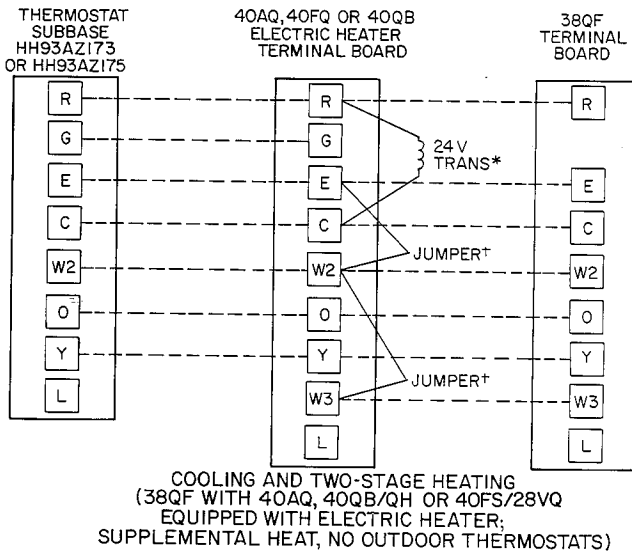 THERMOSTAT
SUBBASE
HH93AZ173
OR HH93AZ175
40AQ,40FQ OR 40QB
ELECTRIC HEATER
TERMINAL BOARD
38QF
TERMINAL
BOARD
R
G
E
C
W2
O
Y
L
R
G
E
C
W2
O
Y
W3
L
24V
TRANS*
JUMPER†
JUMPER†
R
E
C
W2
O
Y
W3
L
COOLING AND TWO-STAGE HEATING
(38QF WITH 40AQ, 40QB/QH OR 40FS/28VQ
EQUIPPED WITH ELECTRIC HEATER;
SUPPLEMENTAL HEAT, NO OUTDOOR THERMOSTATS)